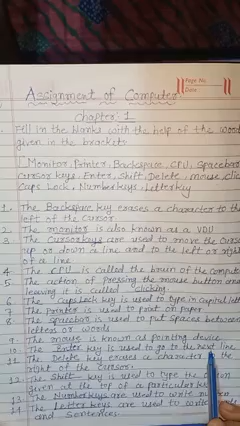 Page No.
Date
Assignment of Computer
Chapter: 1
Fill in the blanks with the help of the word
given in the brackets
Monitor, Printer, Backspace, CPU, Spacebar
Cursor keys, Enter, Shift, Delete, mouse clic
Caps Lock, Number keys, Letter key
1. The Backspace key erases a character to the
left of the cursor.
2. The monitor is also known as a VDU
3 The Cursor keys are used to move the curso
up or down a line and to the left or righ
of a line
4 The CPU is called the brain of the compute
5 The action of pressing the mouse button an
leaving it is called clicking.
6 The Caps Lock key is used to type in capital lett
7 The Printer is used to print on paper
8 The spacebar is used to put spaces between
letters or words
9. The mouse is known as pointing device
10. The Enter key is used to go to the next line
11. The Delete key erases a character the
right of the cursor.
12. The Shift key is used to type the
given at the top of a particular
13. The Number keys are used to write
14 The Letter keys are used to write
and sentences